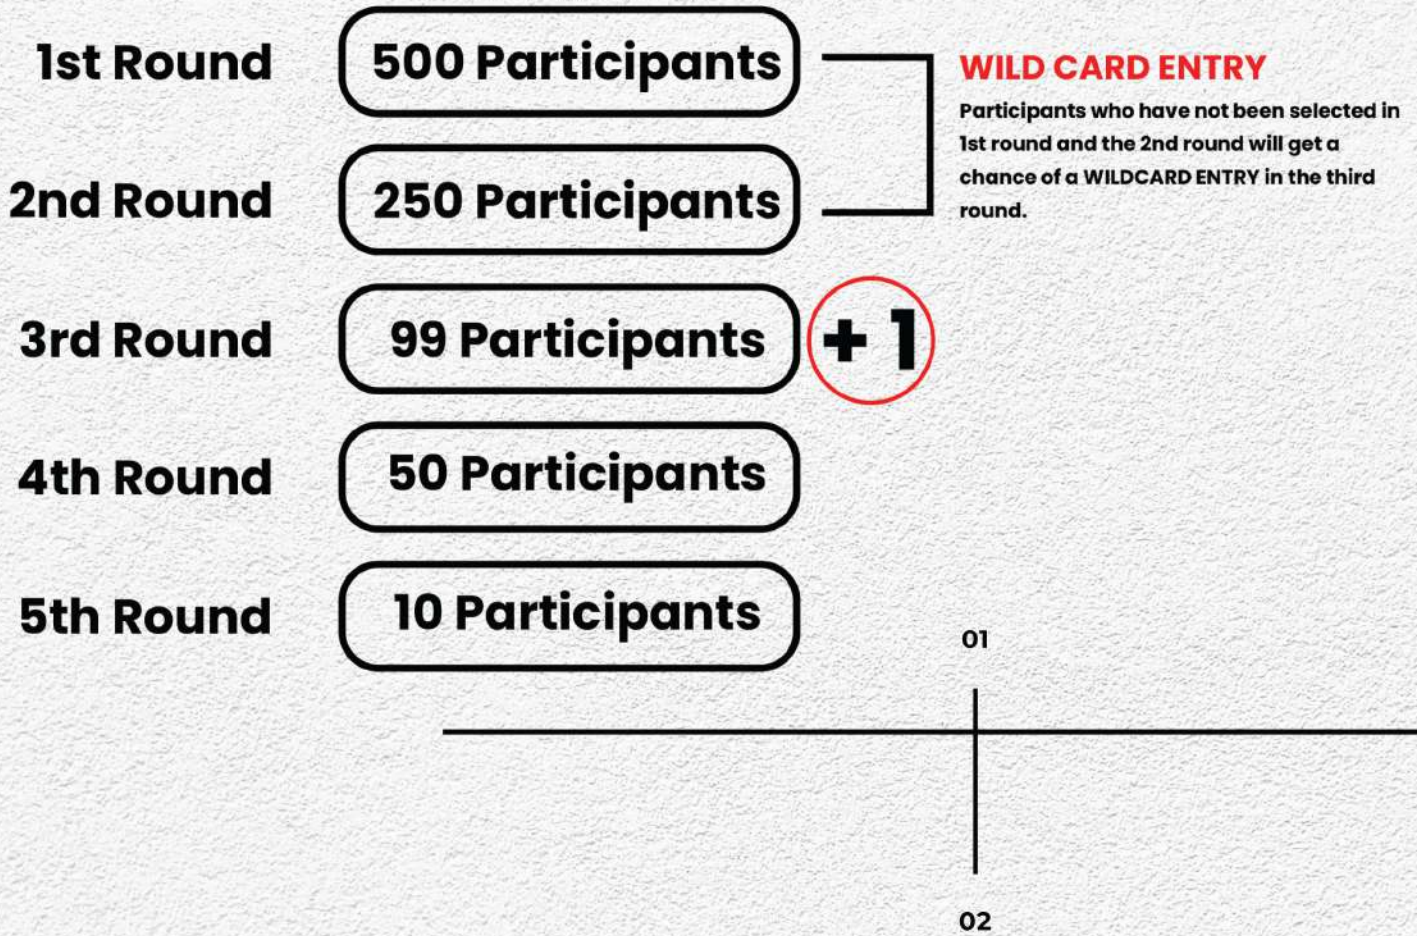 1st Round 500 Participants
WILD CARD ENTRY
Participants who have not been selected in
1st round and the 2nd round will get a
chance of a WILDCARD ENTRY in the third
round.
2nd Round 250 Participants
3rd Round 99 Participants + 1
4th Round 50 Participants
5th Round 10 Participants
01
02